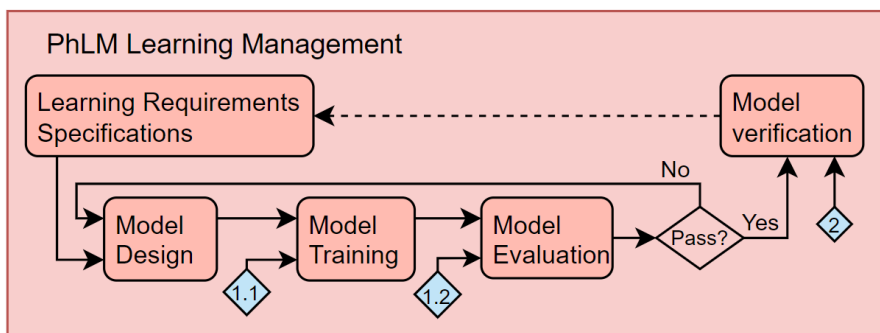 PhLM Learning Management
Learning Requirements
Specifications
Model
verification
No
Model
Design
Model
Training
Model
Evaluation
Pass?
Yes
2
1.1
1.2